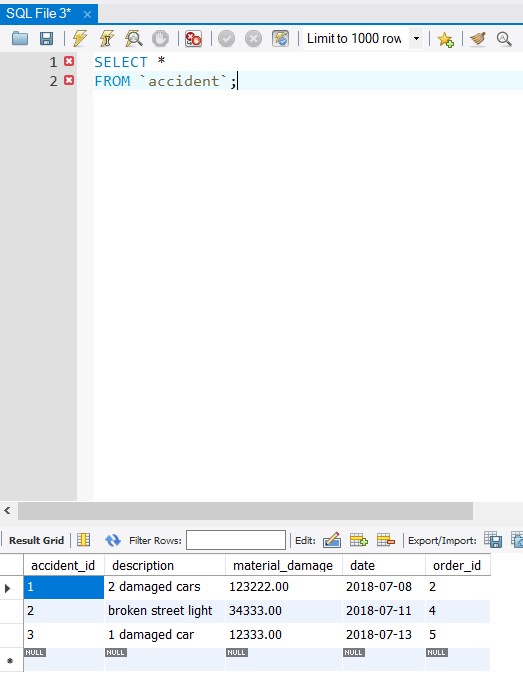 SQL File 3* ×
Limit to 1000 row
1 SELECT *
2 FROM `accident`;
Result Grid Filter Rows: Edit: Export/Import:
accident_id description material_damage date order_id
1 2 damaged cars 123222.00 2018-07-08 2
2 broken street light 34333.00 2018-07-11 4
3 1 damaged car 12333.00 2018-07-13 5
NULL NULL NULL NULL NULL